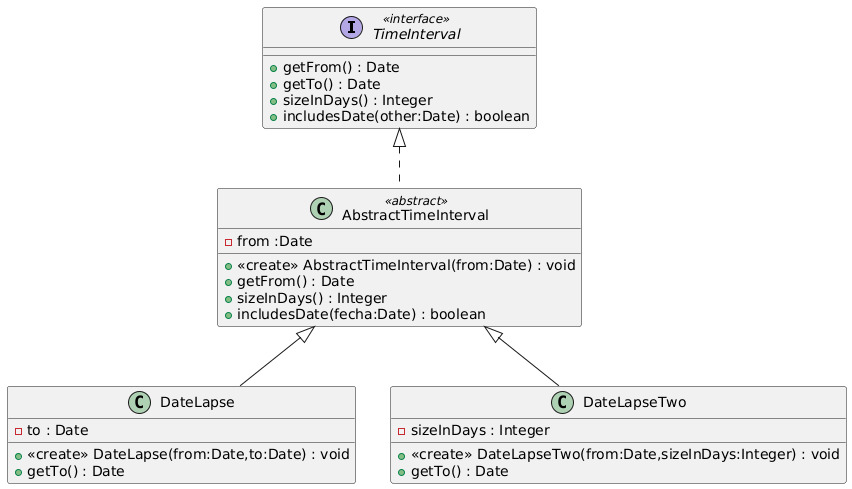 I
«interface»
TimeInterval
getFrom() : Date
getTo() : Date
sizeInDays() : Integer
includesDate(other:Date) : boolean
C
«abstract»
AbstractTimeInterval
from :Date
«create» AbstractTimeInterval(from:Date) : void
getFrom() : Date
sizeInDays() : Integer
includesDate(fecha:Date) : boolean
C DateLapse
to : Date
«create» DateLapse(from:Date,to:Date) : void
getTo() : Date
C DateLapseTwo
sizeInDays : Integer
«create» DateLapseTwo(from:Date,sizeInDays:Integer) : void
getTo() : Date